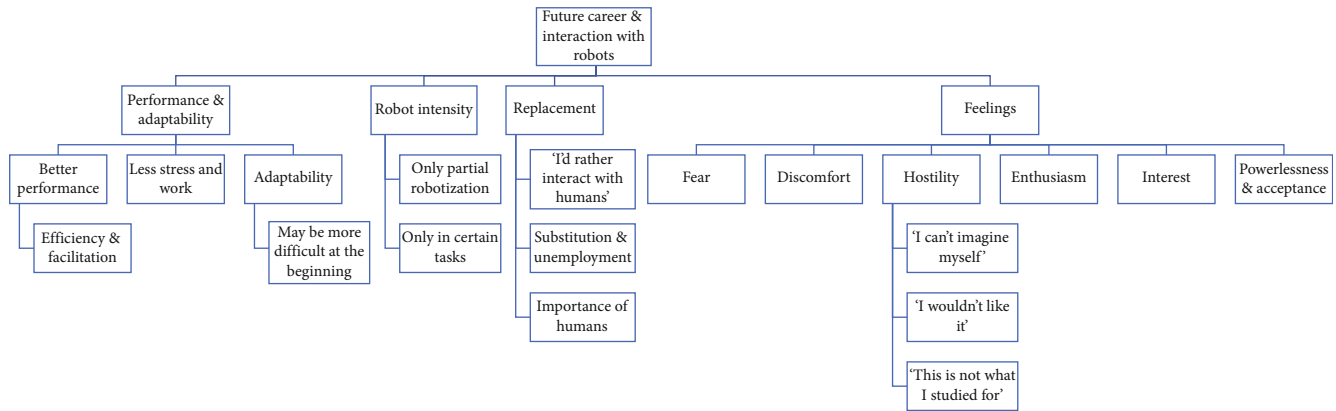 Future career &
interaction with
robots
Performance &
adaptability
Robot intensity
Replacement
Feelings
Better
performance
Less stress and
work
Adaptability
Efficiency &
facilitation
May be more
difficult at the
beginning
Only partial
robotization
Only in certain
tasks
‘I’d rather
interact with
humans’
Substitution &
unemployment
Importance of
humans
Fear
Discomfort
Hostility
Enthusiasm
Interest
Powerlessness
& acceptance
‘I can’t imagine
myself’
‘I wouldn’t like
it’
‘This is not what
I studied for’